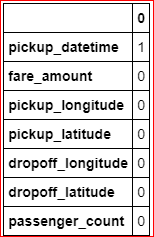 0
pickup_datetime 1
fare_amount 0
pickup_longitude 0
pickup_latitude 0
dropoff_longitude 0
dropoff_latitude 0
passenger_count 0